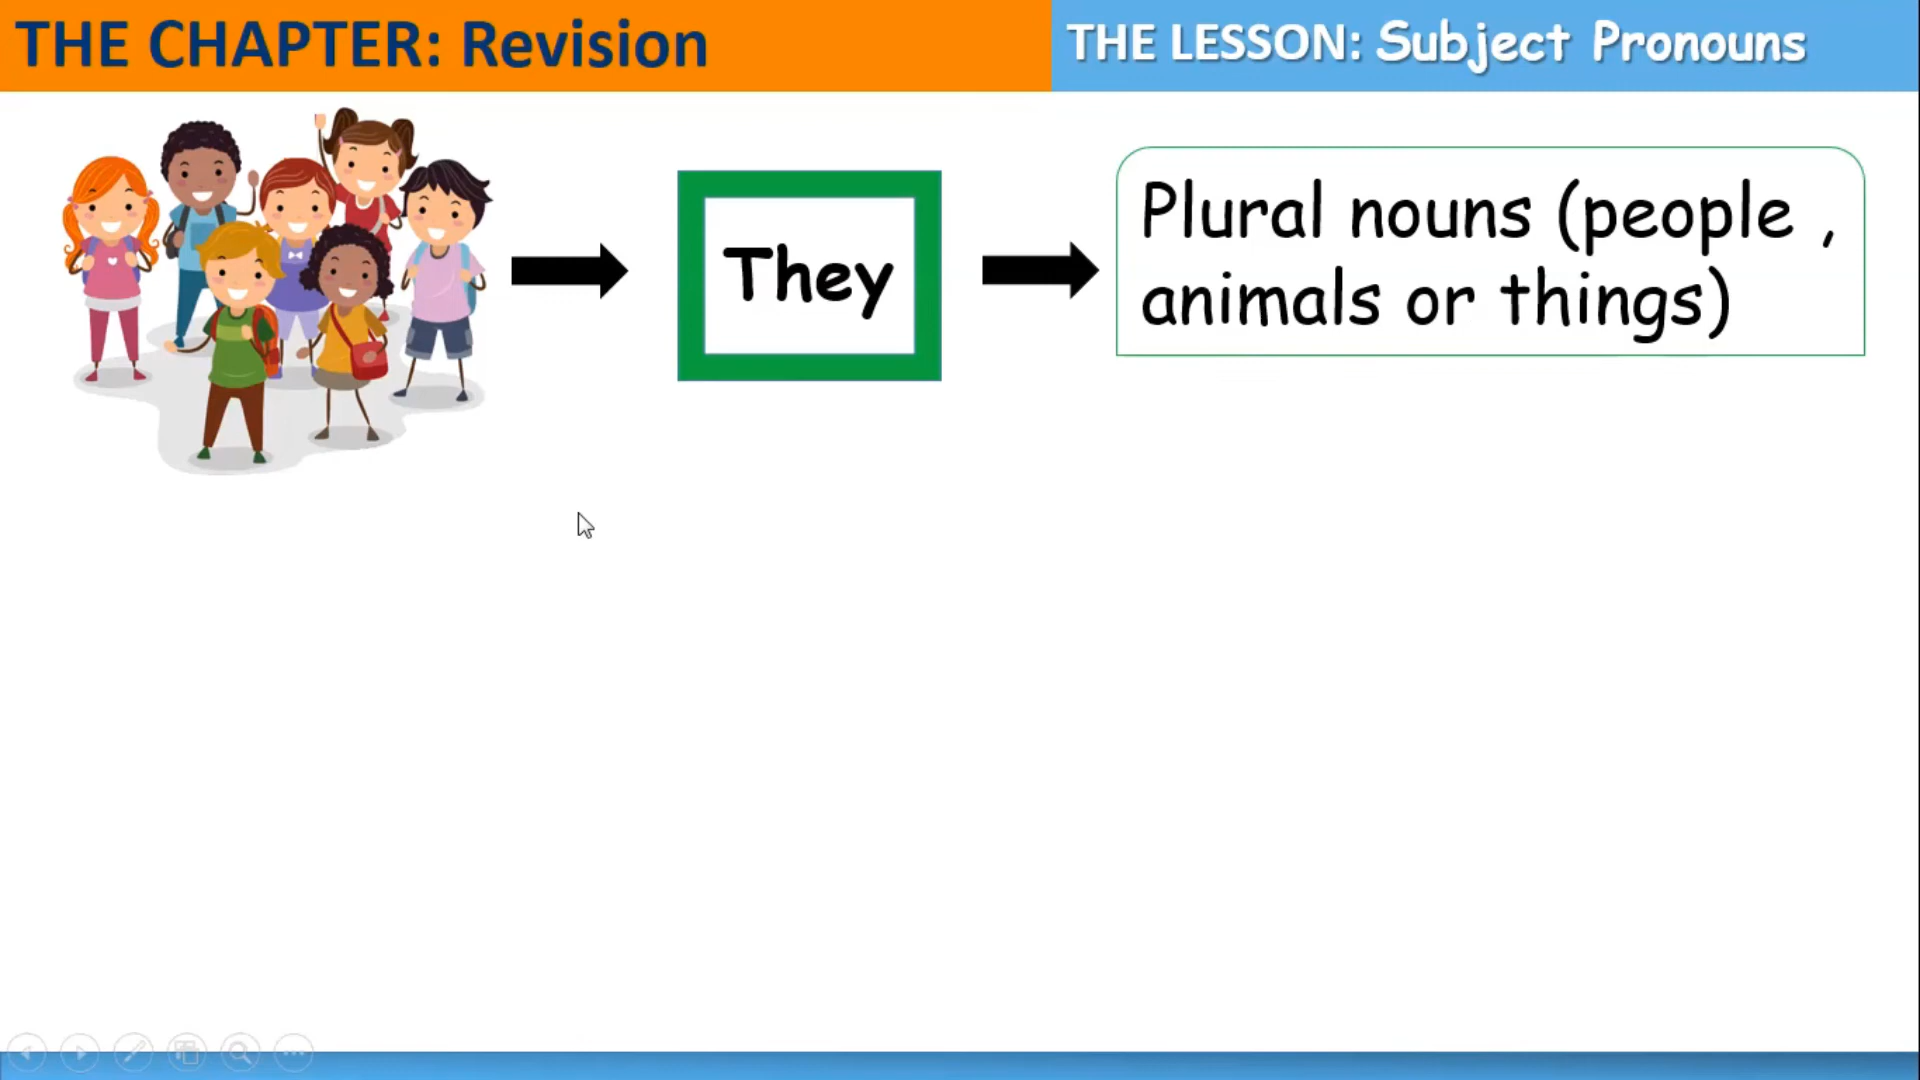 THE CHAPTER: Revision
THE LESSON: Subject Pronouns
They
Plural nouns (people ,
animals or things)